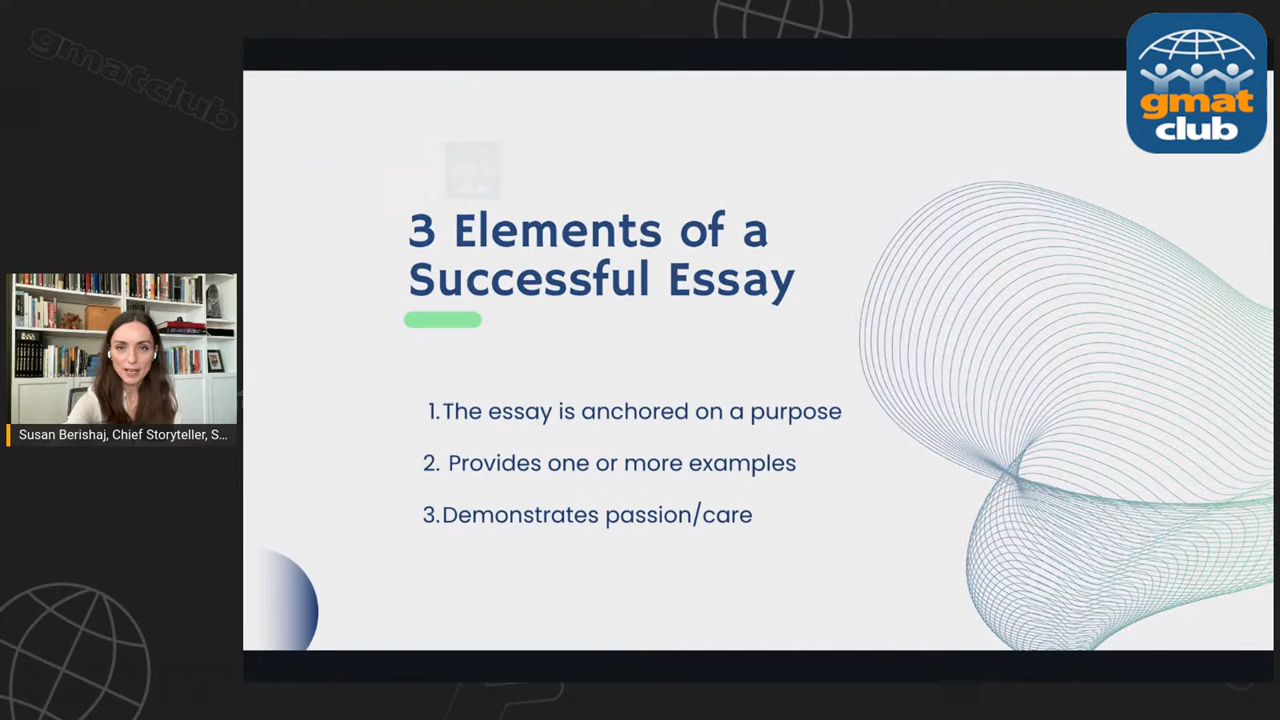 gmatclub
gmat
club
3 Elements of a
Successful Essay
1.The essay is anchored on a purpose
2. Provides one or more examples
3.Demonstrates passion/care
Susan Berishaj, Chief Storyteller, S...